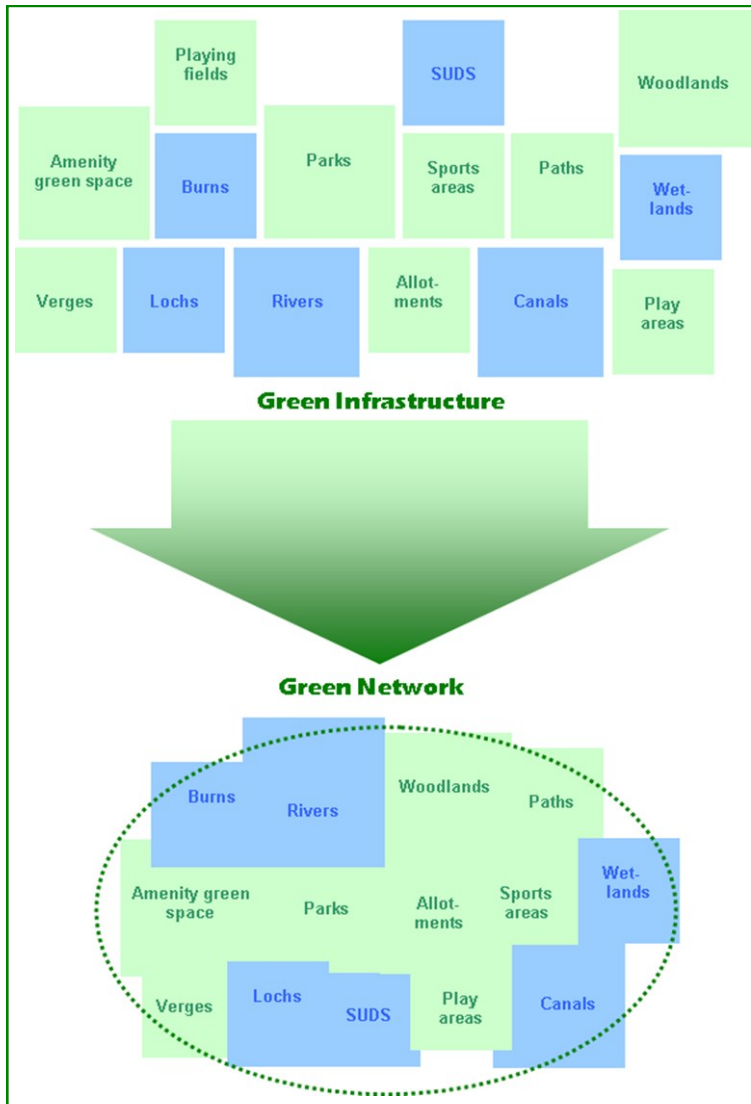 Playing
fields
SUDS
Woodlands
Amenity
green space
Burns
Parks
Sports
areas
Paths
Wet-
lands
Verges
Lochs
Rivers
Allot-
ments
Canals
Play
areas
Green Infrastructure
Green Network
Burns
Rivers
Woodlands
Paths
Amenity green
space
Parks
Allot-
ments
Sports
areas
Wet-
lands
Verges
Lochs
SUDS
Play
areas
Canals